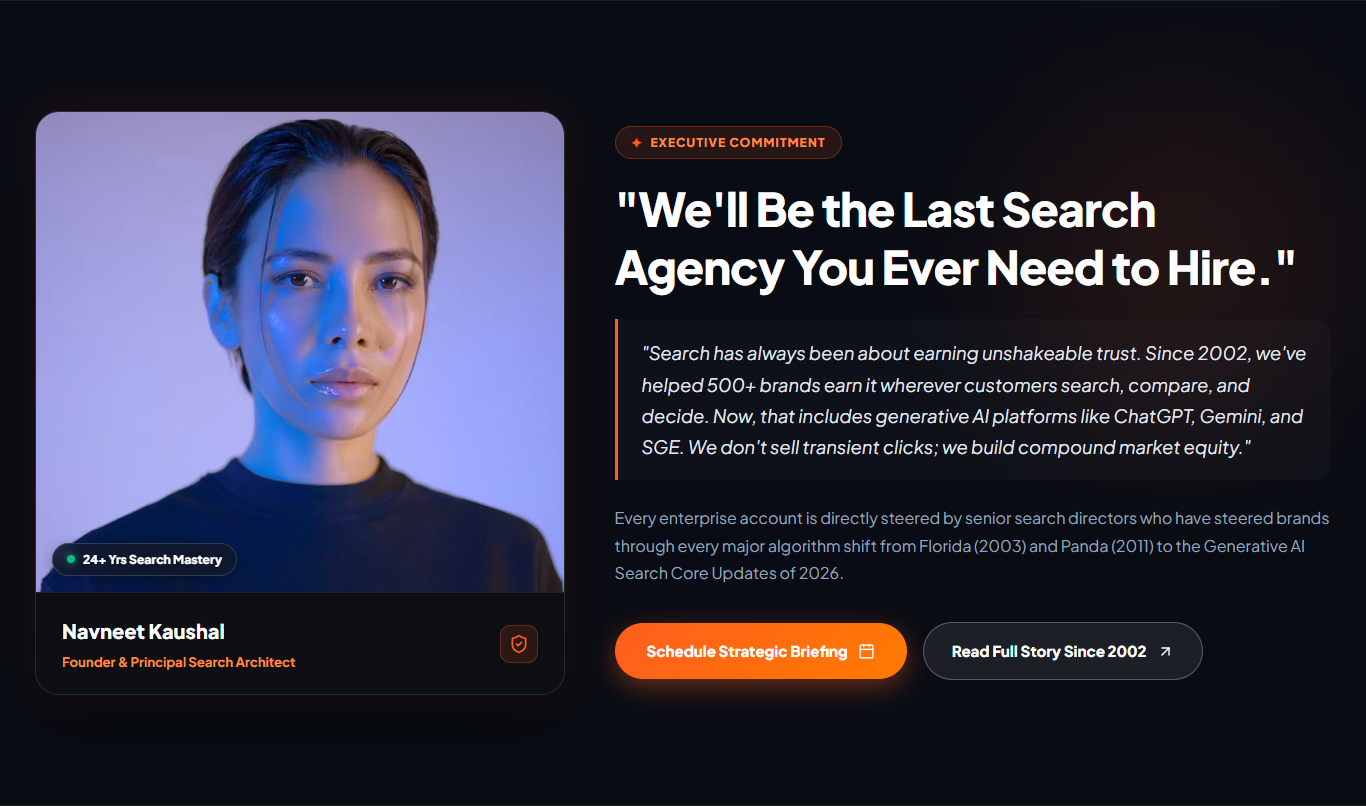 EXECUTIVE COMMITMENT
"We'll Be the Last Search
Agency You Ever Need to Hire."
"Search has always been about earning unshakeable trust. Since 2002, we've
helped 500+ brands earn it wherever customers search, compare, and
decide. Now, that includes generative AI platforms like ChatGPT, Gemini, and
SGE. We don't sell transient clicks; we build compound market equity."
Every enterprise account is directly steered by senior search directors who have steered brands
through every major algorithm shift from Florida (2003) and Panda (2011) to the Generative AI
Search Core Updates of 2026.
24+ Yrs Search Mastery
Navneet Kaushal
Founder & Principal Search Architect
Schedule Strategic Briefing
Read Full Story Since 2002